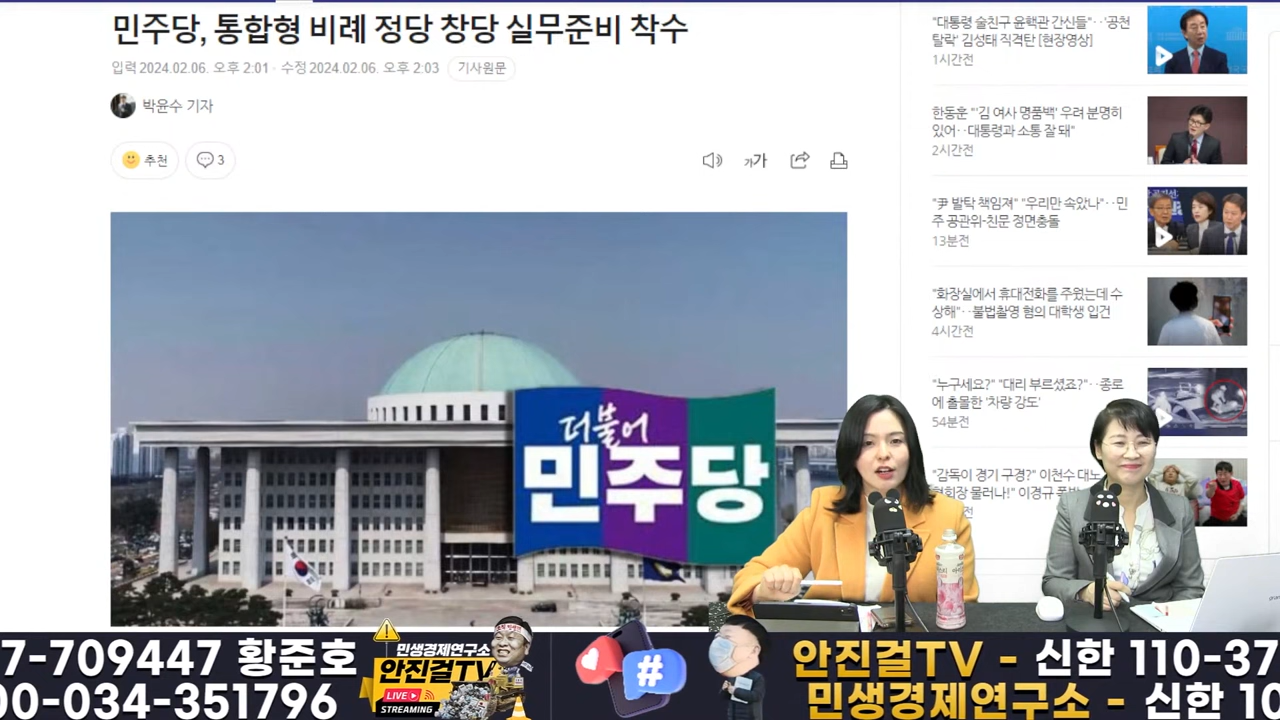 민주당, 통합형 비례 정당 창당 실무준비 착수
입력 2024.02.06. 오후 2:01 · 수정 2024.02.06. 오후 2:03 기사원문
박윤수 기자
추천 3
가가
더불어
민주당
"대통령 술친구 윤핵관 간신들"‥'공천
탈락' 김성태 직격탄 [현장영상]
1시간전
한동훈 "'김 여사 명품백' 우려 분명히
있어‥대통령과 소통 잘 돼"
2시간전
"尹 발탁 책임져" "우리만 속았나"‥민
주 공관위-친문 정면충돌
13분전
"화장실에서 휴대전화를 주웠는데 수
상해"‥불법촬영 혐의 대학생 입건
4시간전
"누구세요?" "대리 부르셨죠?"‥종로
에 출몰한 '차량 강도'
54분전
"감독이 경기 구경?" 이천수 대노
물러나!" 이경규
7-709447 황준호
00-034-351796
민생경제연구소
안진걸TV
LIVE
STREAMING
#
안진걸TV - 신한 110-37
민생경제연구소 - 신한 10